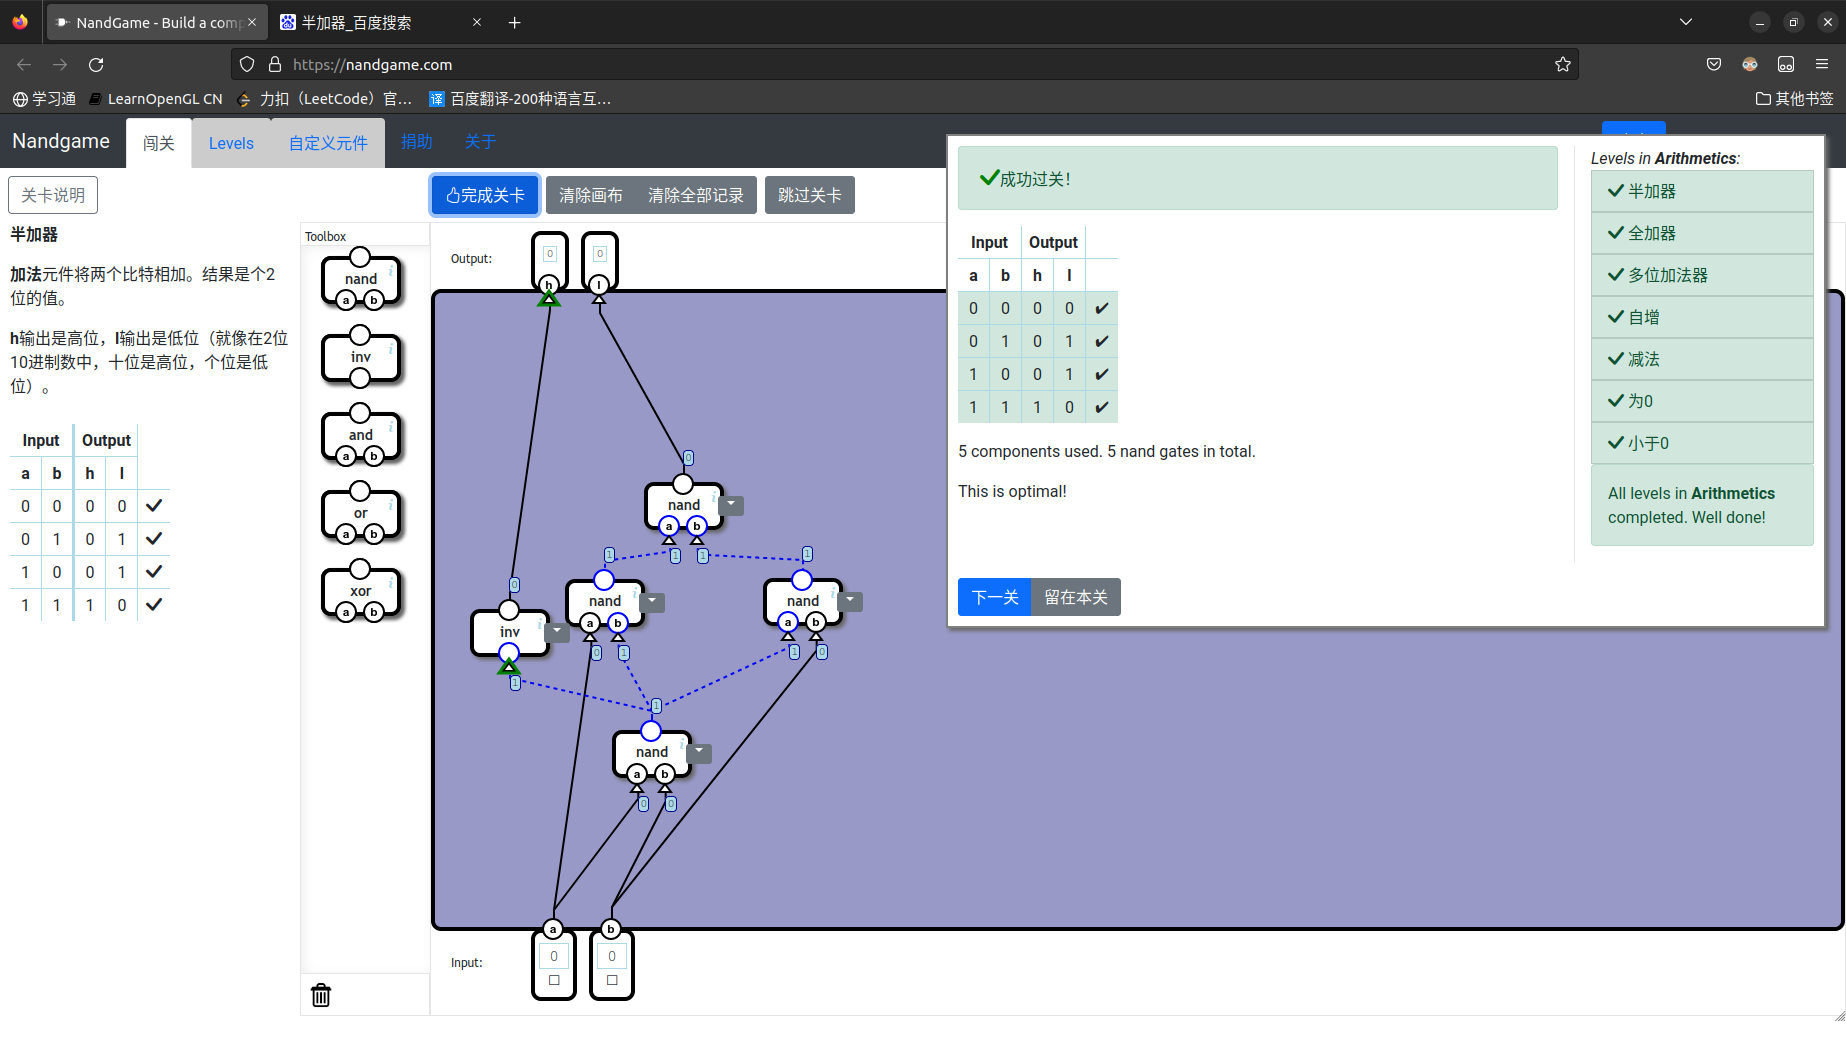 NandGame - Build a comp
半加器_百度搜索
https://nandgame.com
学习通
LearnOpenGL CN
力扣（LeetCode）官…
译 百度翻译-200种语言互…
其他书签
Nandgame
闯关
Levels
自定义元件
捐助
关于
关卡说明
完成关卡
清除画布
清除全部记录
跳过关卡
半加器
加法元件将两个比特相加。结果是个2
位的值。
h输出是高位，l输出是低位（就像在2位
10进制数中，十位是高位，个位是低
位）。
Input Output
a b h l
0 0 0 0 ✔
0 1 0 1 ✔
1 0 0 1 ✔
1 1 1 0 ✔
Toolbox
nand
a b
inv
and
a b
or
a b
xor
a b
Output:
0 0
h l
0
nand
a b
1 1 1 1
0
nand
a b
nand
a b
inv
0 1 1 0
1
1
nand
a b
0 0
a b
Input:
0 0
✔成功过关！
Input Output
a b h l
0 0 0 0 ✔
0 1 0 1 ✔
1 0 0 1 ✔
1 1 1 0 ✔
5 components used. 5 nand gates in total.
This is optimal!
下一关
留在本关
Levels in Arithmetics:
✔ 半加器
✔ 全加器
✔ 多位加法器
✔ 自增
✔ 减法
✔ 为0
✔ 小于0
All levels in Arithmetics
completed. Well done!